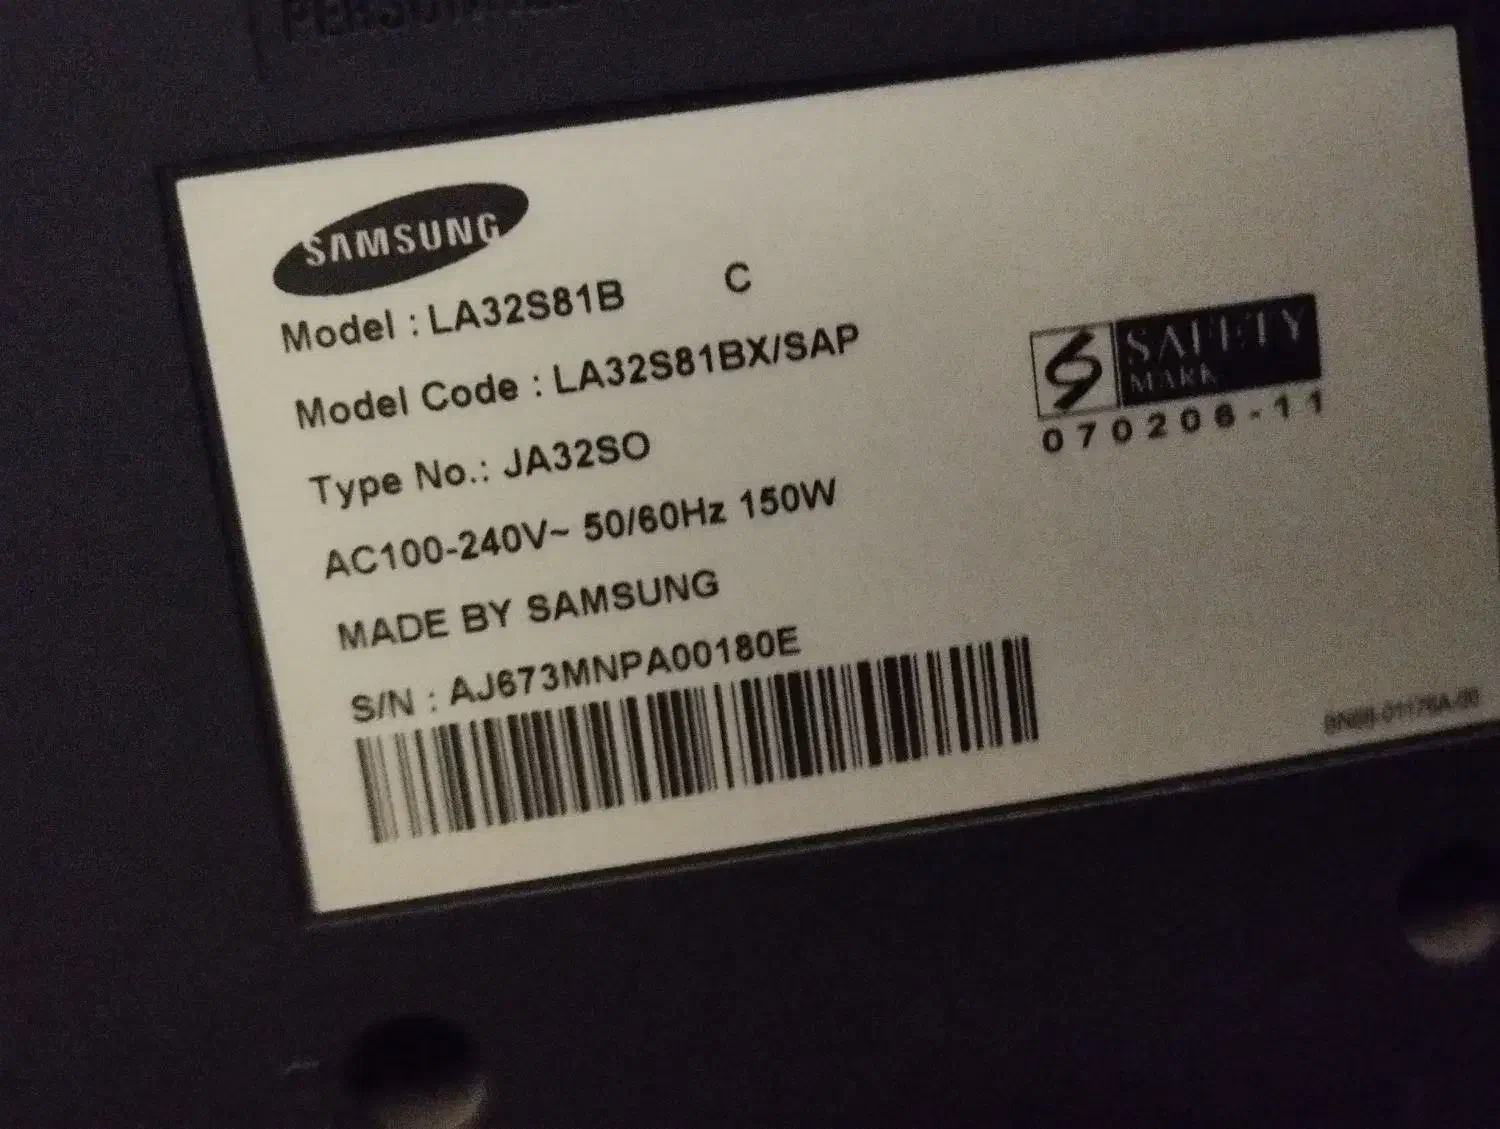 SAMSUNG
Model : LA32S81B C
Model Code : LA32S81BX/SAP
Type No.: JA32SO
AC100-240V~ 50/60Hz 150W
MADE BY SAMSUNG
S/N : AJ673MNPA00180E
SAFETY
MARK
070206-11